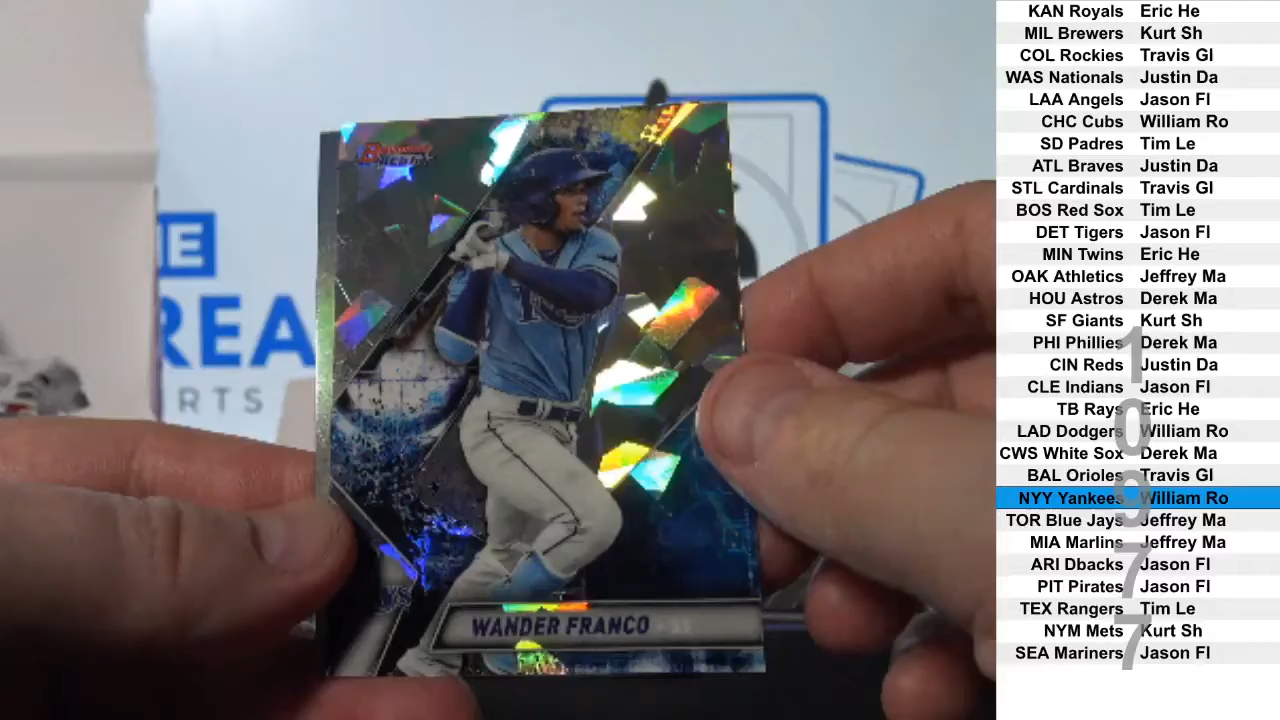 HE
REA
RTS
Bowman's
Best
WANDER FRANCO
KAN Royals Eric He
MIL Brewers Kurt Sh
COL Rockies Travis Gl
WAS Nationals Justin Da
LAA Angels Jason Fl
CHC Cubs William Ro
SD Padres Tim Le
ATL Braves Justin Da
STL Cardinals Travis Gl
BOS Red Sox Tim Le
DET Tigers Jason Fl
MIN Twins Eric He
OAK Athletics Jeffrey Ma
HOU Astros Derek Ma
SF Giants Kurt Sh
PHI Phillies Derek Ma
CIN Reds Justin Da
CLE Indians Jason Fl
TB Rays Eric He
LAD Dodgers William Ro
CWS White Sox Derek Ma
BAL Orioles Travis Gl
NYY Yankees William Ro
TOR Blue Jays Jeffrey Ma
MIA Marlins Jeffrey Ma
ARI Dbacks Jason Fl
PIT Pirates Jason Fl
TEX Rangers Tim Le
NYM Mets Kurt Sh
SEA Mariners Jason Fl
10977